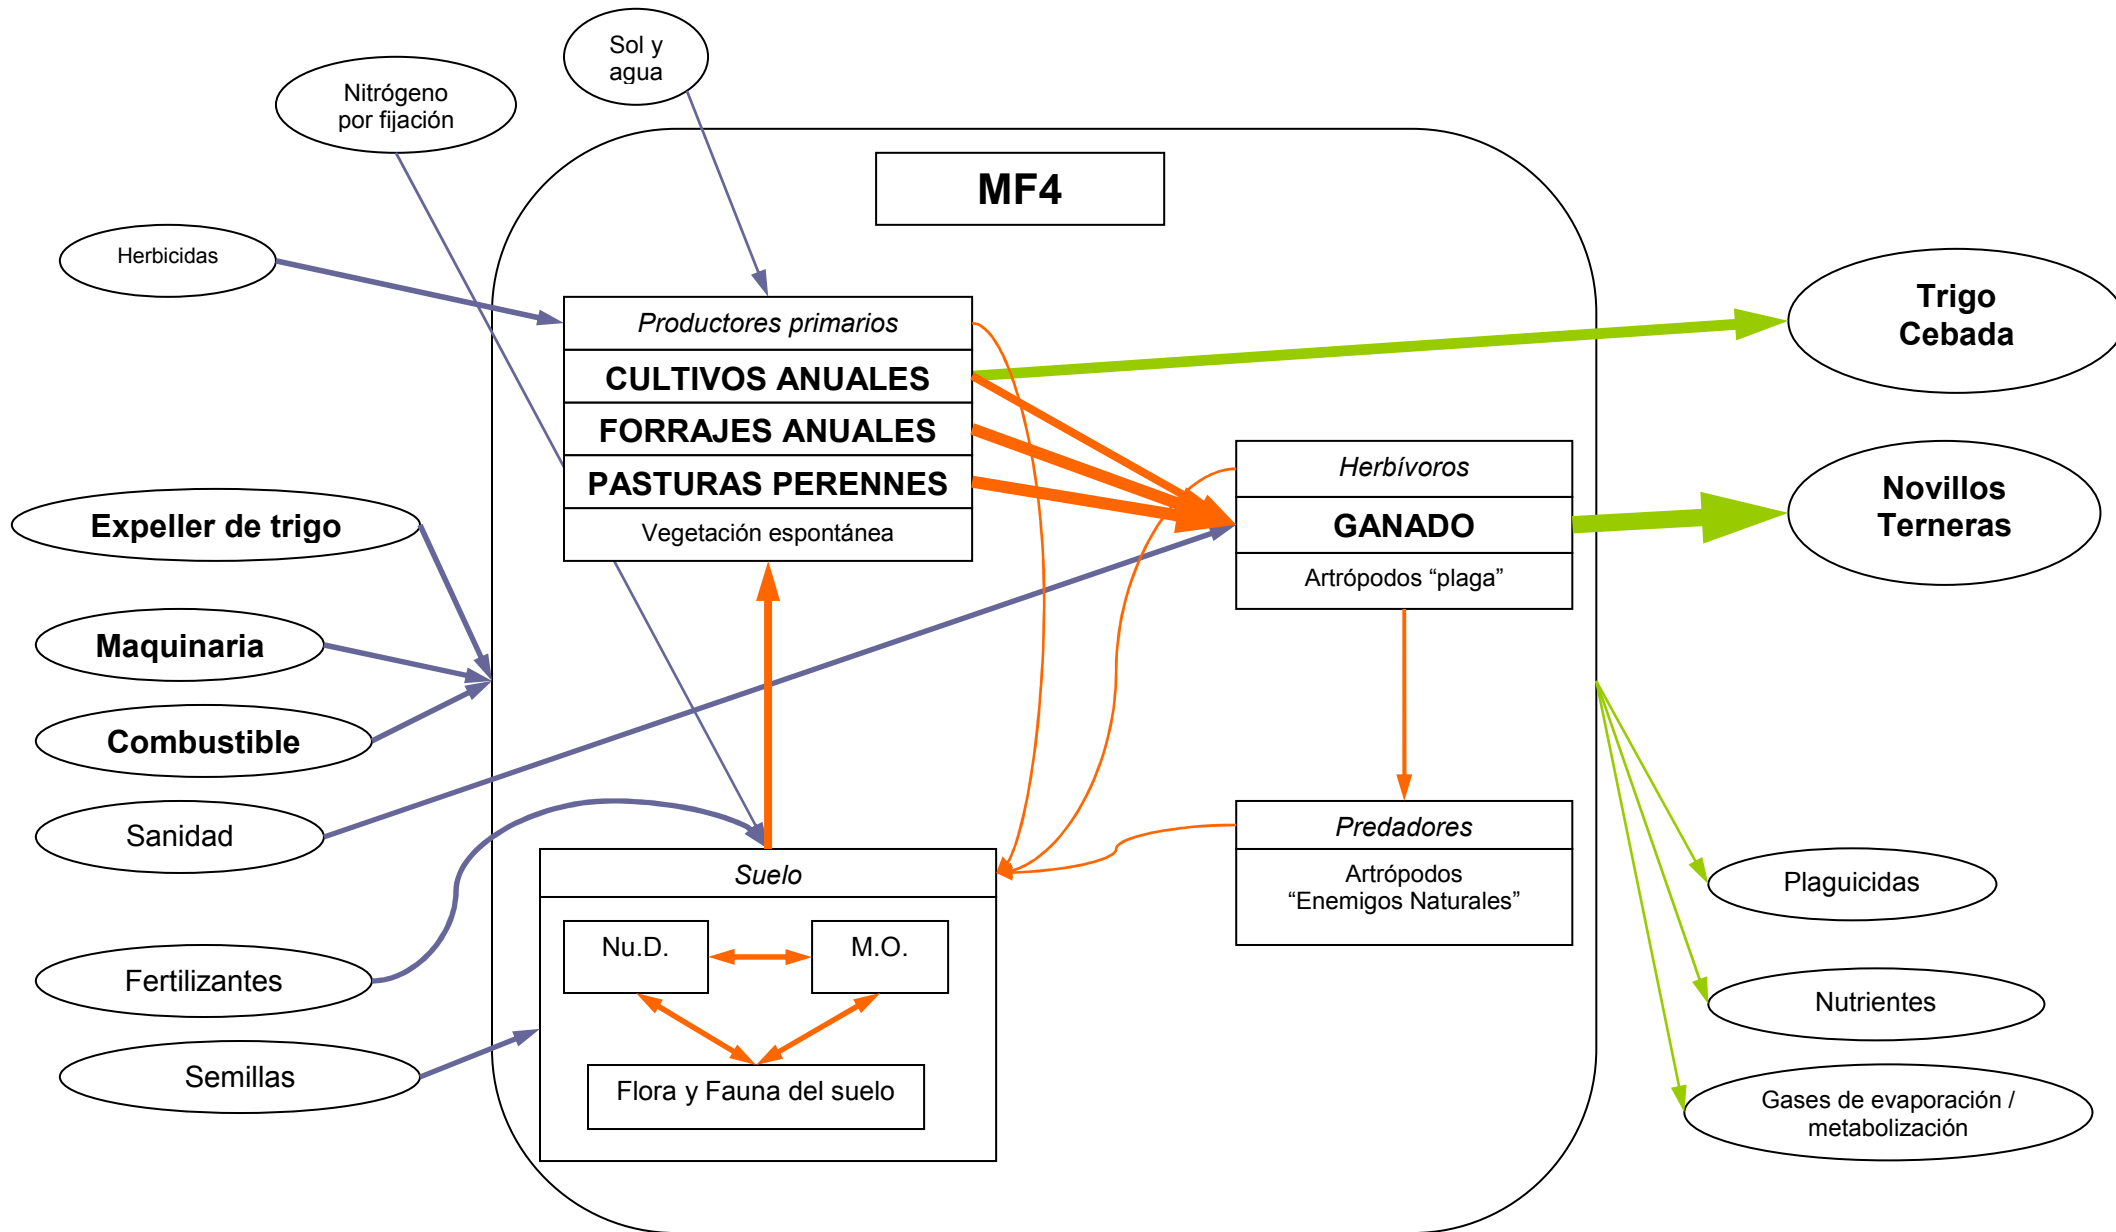 Sol y
agua
Nitrógeno
por fijación
MF4
Herbicidas
Productores primarios
CULTIVOS ANUALES
FORRAJES ANUALES
PASTURAS PERENNES
Vegetación espontánea
Trigo
Cebada
Herbívoros
GANADO
Artrópodos “plaga”
Novillos
Terneras
Expeller de trigo
Maquinaria
Combustible
Sanidad
Fertilizantes
Semillas
Suelo
Nu.D.
M.O.
Flora y Fauna del suelo
Predadores
Artrópodos
“Enemigos Naturales”
Plaguicidas
Nutrientes
Gases de evaporación /
metabolización